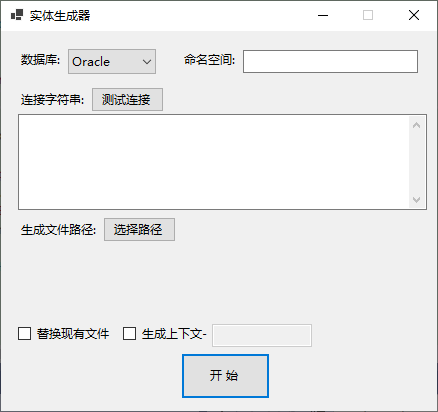 实体生成器
数据库: Oracle 命名空间:
连接字符串: 测试连接
生成文件路径: 选择路径
替换现有文件 生成上下文-
开 始